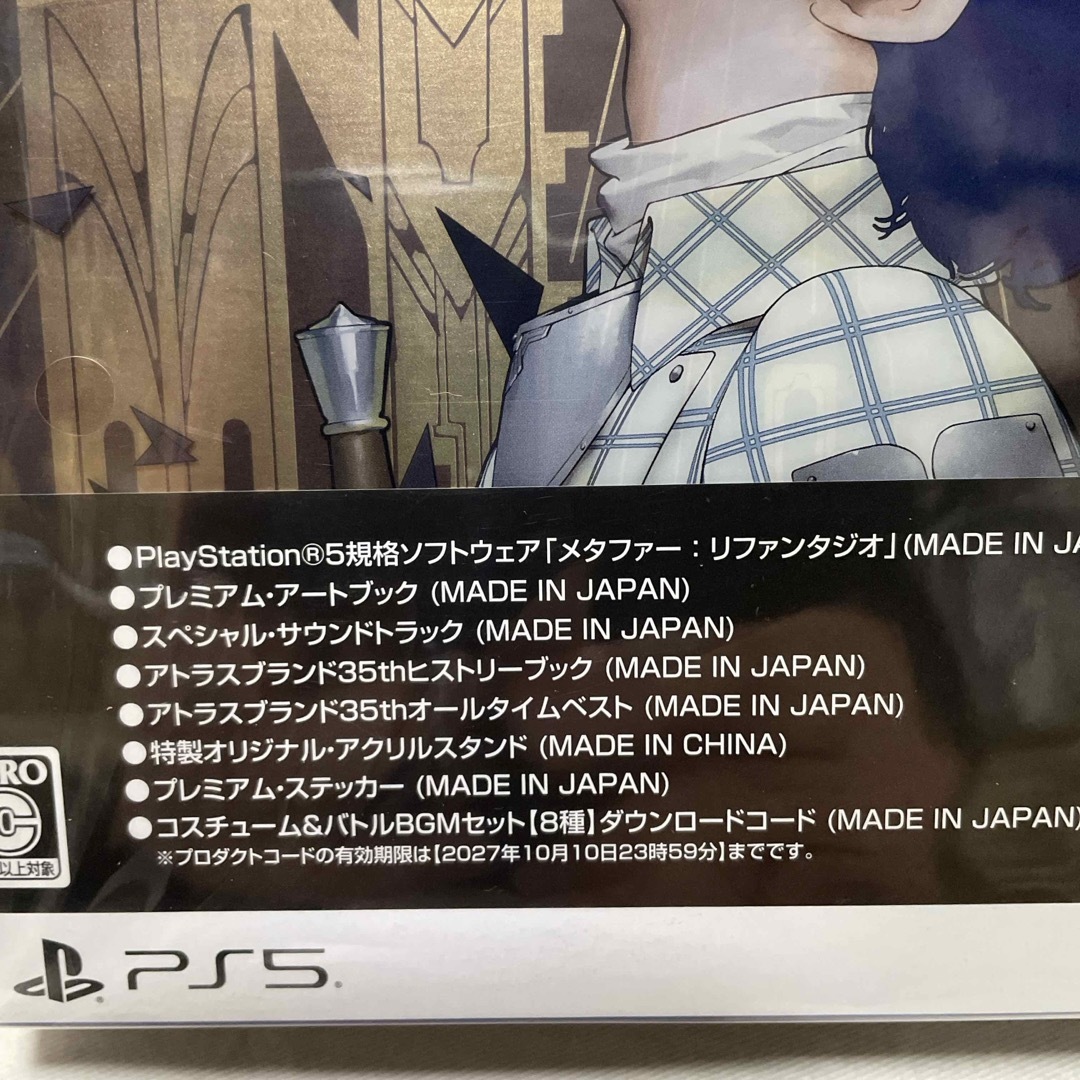 ●PlayStation®5規格ソフトウェア「メタファー：リファンタジオ」(MADE IN JA
●プレミアム・アートブック (MADE IN JAPAN)
●スペシャル・サウンドトラック (MADE IN JAPAN)
●アトラスブランド35thヒストリーブック (MADE IN JAPAN)
●アトラスブランド35thオールタイムベスト (MADE IN JAPAN)
●特製オリジナル・アクリルスタンド (MADE IN CHINA)
●プレミアム・ステッカー (MADE IN JAPAN)
●コスチューム&バトルBGMセット【8種】ダウンロードコード (MADE IN JAPAN)
※プロダクトコードの有効期限は【2027年10月10日23時59分】までです。
RO
C
以上対象
PS5